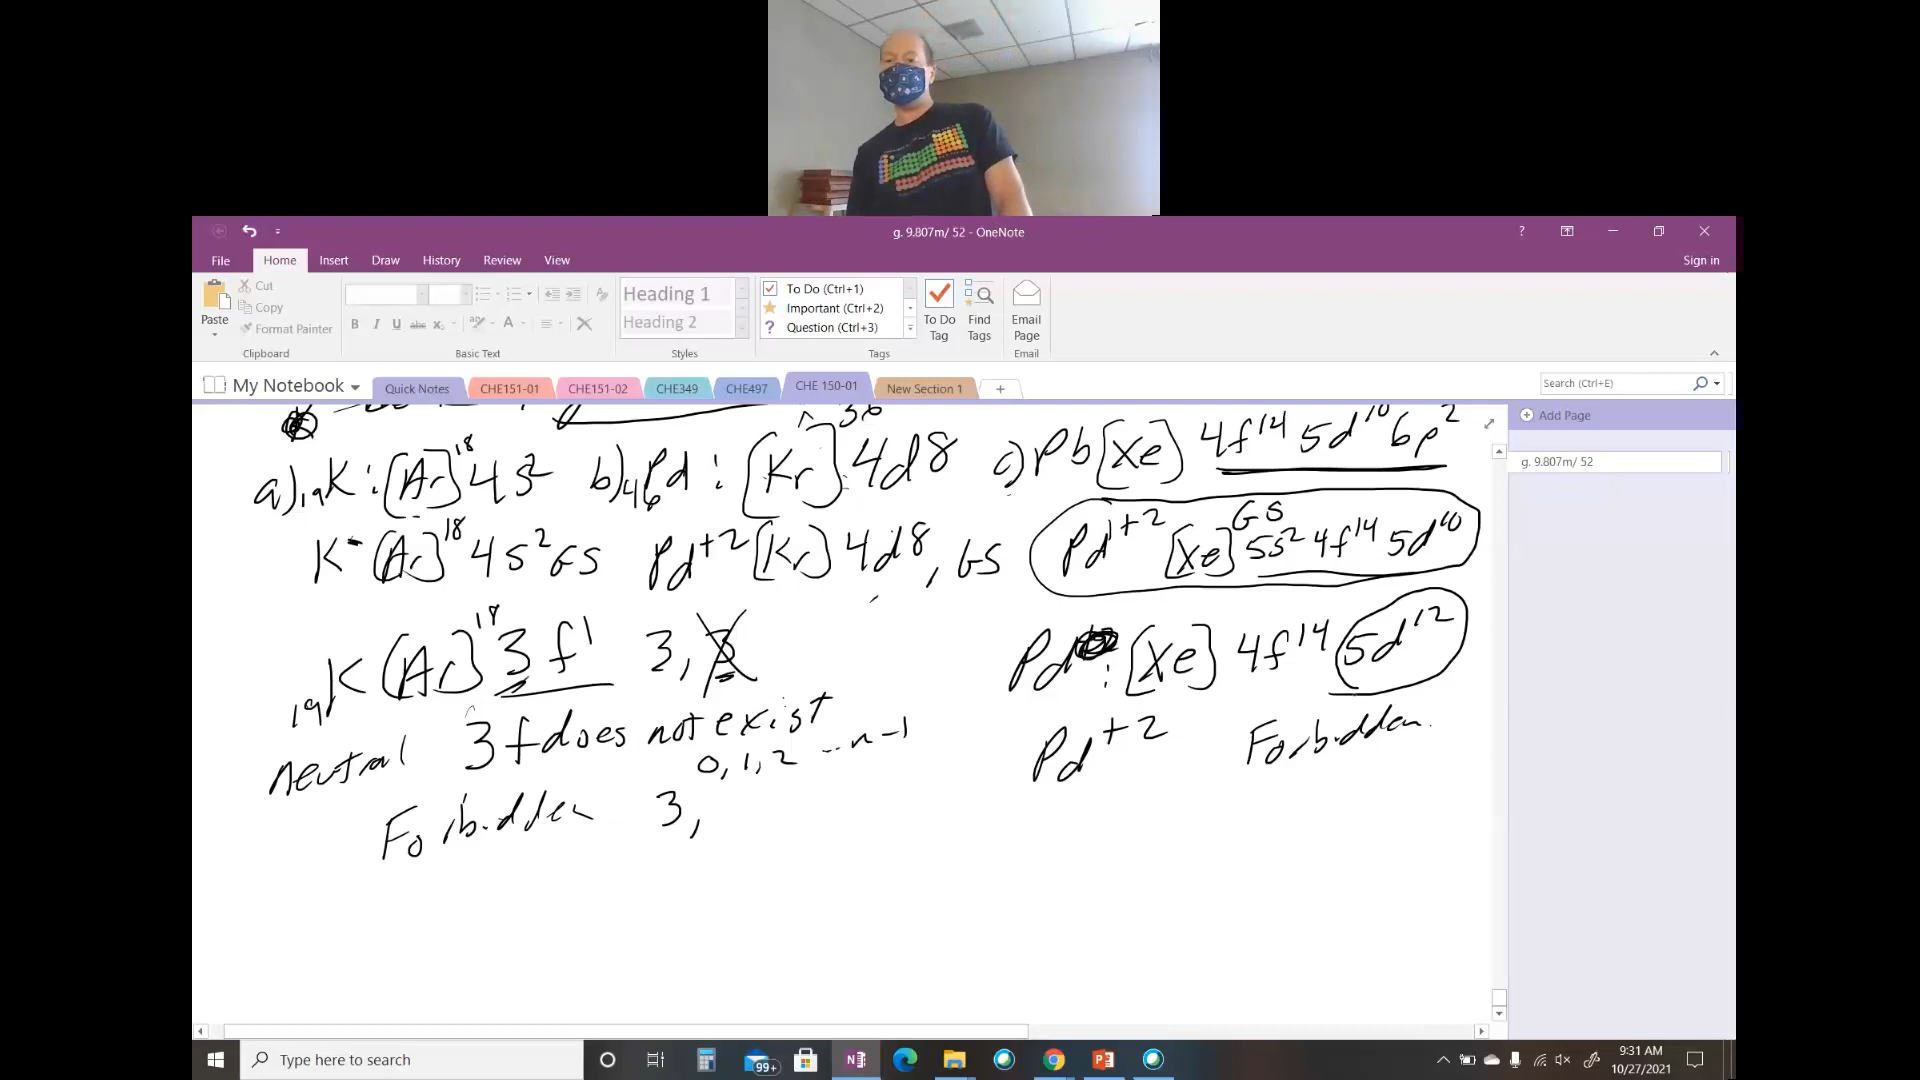 g. 9.807m/ 52 - OneNote
?
File Home Insert Draw History Review View Sign in
Paste
Cut
Copy
Format Painter
Clipboard
B I U abc
Basic Text
Heading 1
Heading 2
Styles
To Do (Ctrl+1)
Important (Ctrl+2)
? Question (Ctrl+3)
Tags
To Do Tag
Find Tags
Email Page
Email
My Notebook Quick Notes CHE151-01 CHE151-02 CHE349 CHE497 CHE 150-01 New Section 1 +
Search (Ctrl+E)
Add Page
g. 9.807m/ 52
36
a) 19K : [Ar]18 4s2 b) 46Pd : [Kr] 4d8 c) Pb [Xe] 4f14 5d10 6p2
K- [Ar]18 4s2 GS Pd+2 [Kr] 4d8, GS Pd+2 [Xe] GS 5s2 4f14 5d10
19K [Ar]18 3f1 3, 3 Pd : [Xe] 4f14 5d12
neutral 3f does not exist Pd+2 Forbidden.
0, 1, 2 ... n-1
Forbidden 3,
Type here to search
99+
9:31 AM
10/27/2021